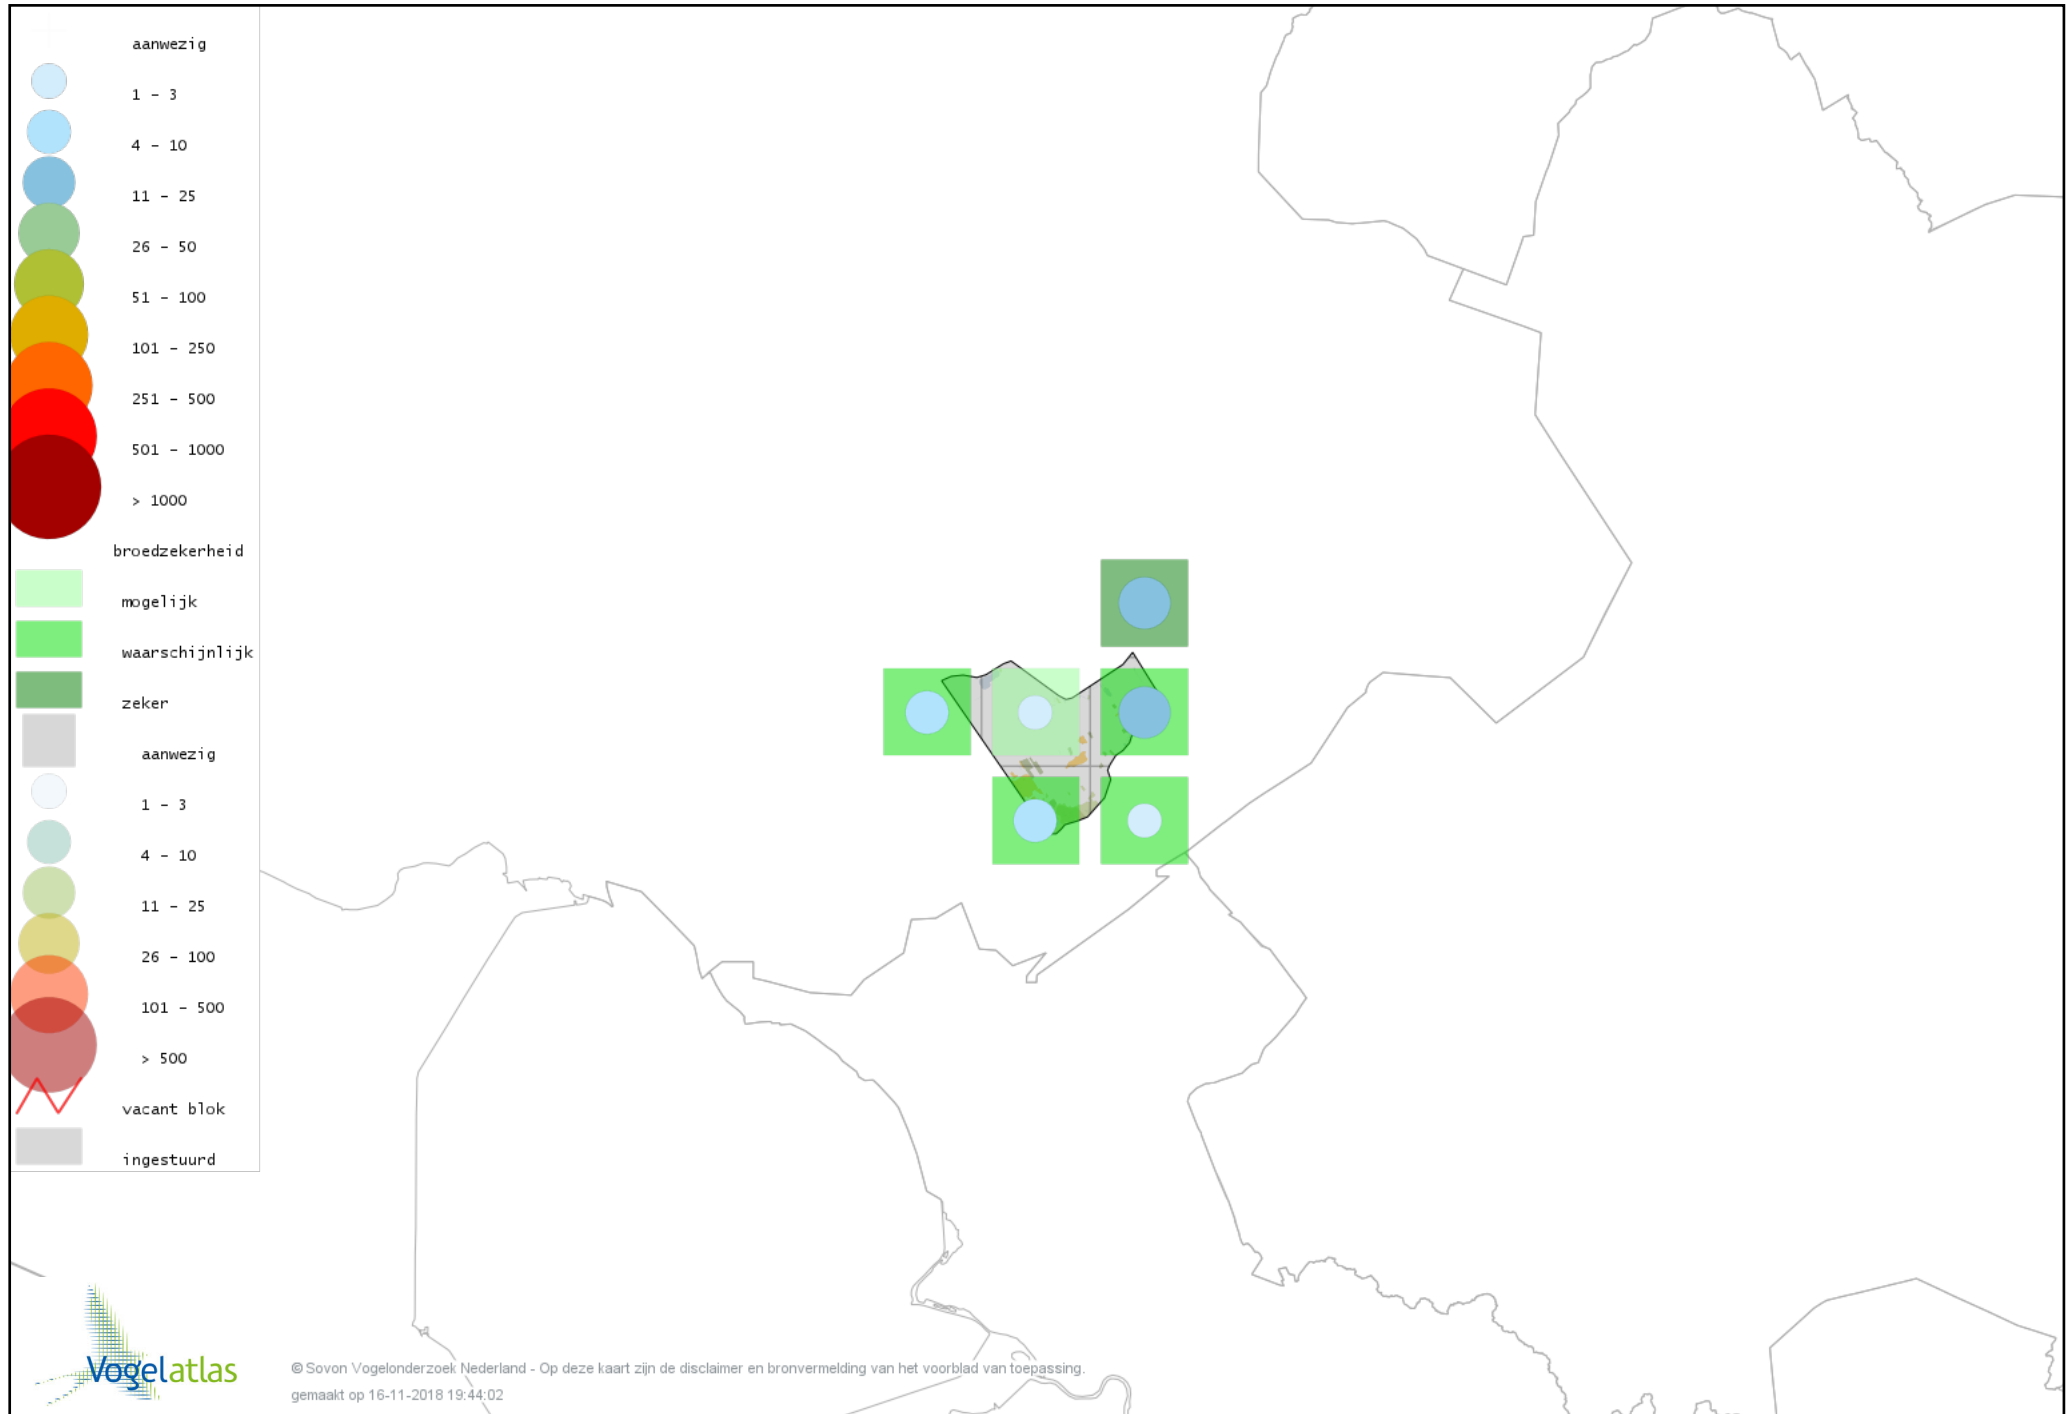 aanwezig
1 - 3
4 - 10
11 - 25
26 - 50
51 - 100
101 - 250
251 - 500
501 - 1000
> 1000
broedzekerheid
mogelijk
waarschijnlijk
zeker
aanwezig
1 - 3
4 - 10
11 - 25
26 - 100
101 - 500
> 500
vacant blok
ingestuurd
Vogelatlas
© Sovon Vogelonderzoek Nederland - Op deze kaart zijn de disclaimer en bronvermelding van het voorblad van toepassing.
gemaakt op 16-11-2018 19:44:02